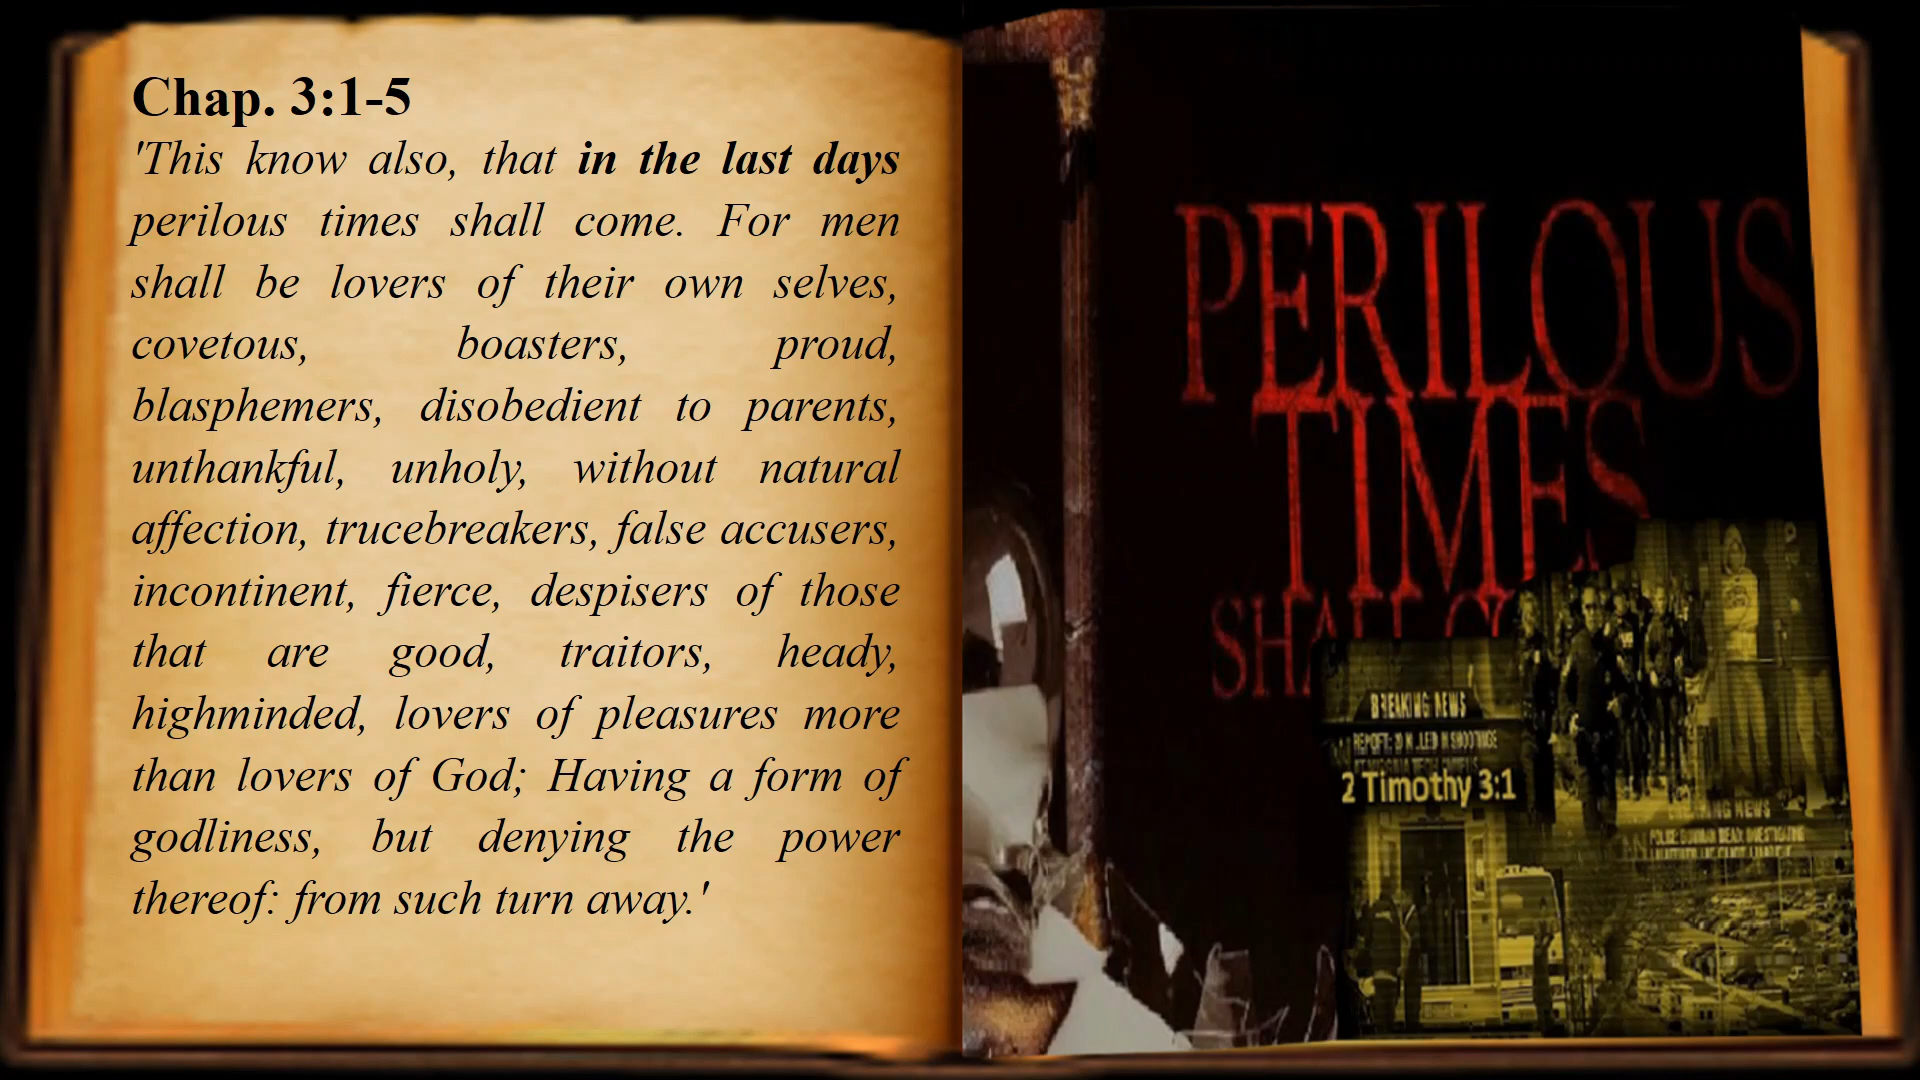 Chap. 3:1-5
'This know also, that in the last days
perilous times shall come. For men
shall be lovers of their own selves,
covetous, boasters, proud,
blasphemers, disobedient to parents,
unthankful, unholy, without natural
affection, trucebreakers, false accusers,
incontinent, fierce, despisers of those
that are good, traitors, heady,
highminded, lovers of pleasures more
than lovers of God; Having a form of
godliness, but denying the power
thereof: from such turn away.'
PERILOUS
TIMES
BREAKING NEWS
2 Timothy 3:1
NEWS